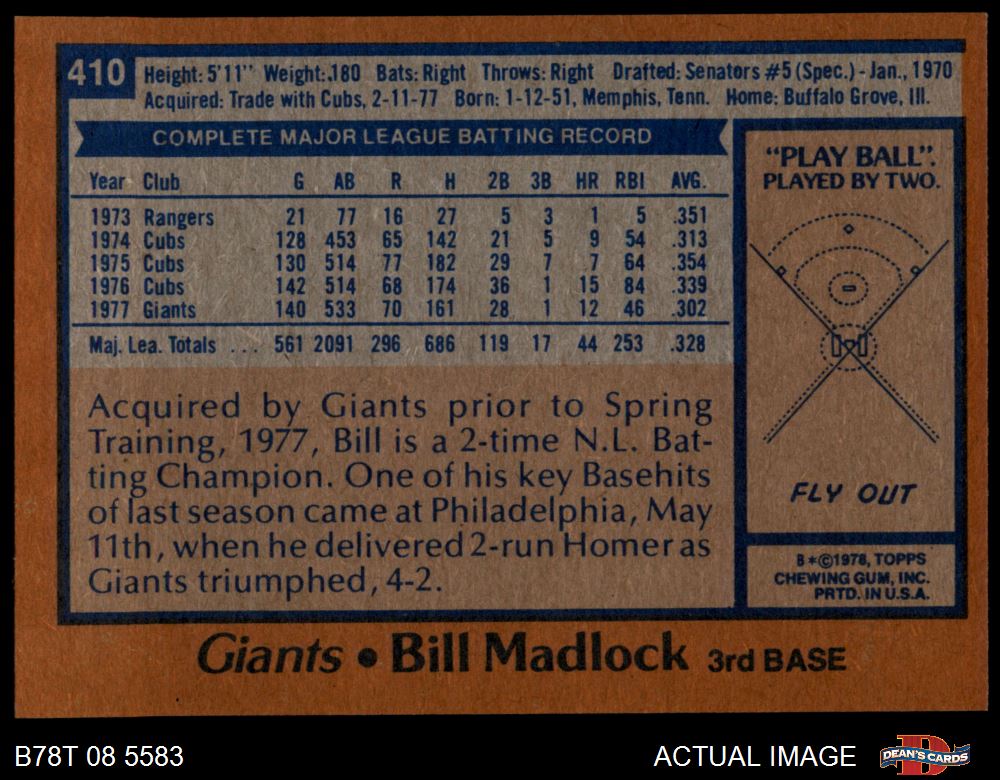 410
Height: 5'11" Weight: 180 Bats: Right Throws: Right Drafted: Senators #5 (Spec.) - Jan., 1970
Acquired: Trade with Cubs, 2-11-77 Born: 1-12-51, Memphis, Tenn. Home: Buffalo Grove, Ill.
COMPLETE MAJOR LEAGUE BATTING RECORD
Year Club G AB R H 2B 3B HR RBI AVG.
1973 Rangers 21 77 16 27 5 3 1 5 .351
1974 Cubs 128 453 65 142 21 5 9 54 .313
1975 Cubs 130 514 77 182 29 7 7 64 .354
1976 Cubs 142 514 68 174 36 1 15 84 .339
1977 Giants 140 533 70 161 28 1 12 46 .302
Maj. Lea. Totals ... 561 2091 296 686 119 17 44 253 .328
Acquired by Giants prior to Spring
Training, 1977, Bill is a 2-time N.L. Bat-
ting Champion. One of his key Basehits
of last season came at Philadelphia, May
11th, when he delivered 2-run Homer as
Giants triumphed, 4-2.
"PLAY BALL".
PLAYED BY TWO.
FLY OUT
B*©1978, TOPPS
CHEWING GUM, INC.
PRTD. IN U.S.A.
Giants • Bill Madlock 3rd BASE
B78T 08 5583
ACTUAL IMAGE
DEAN'S CARDS